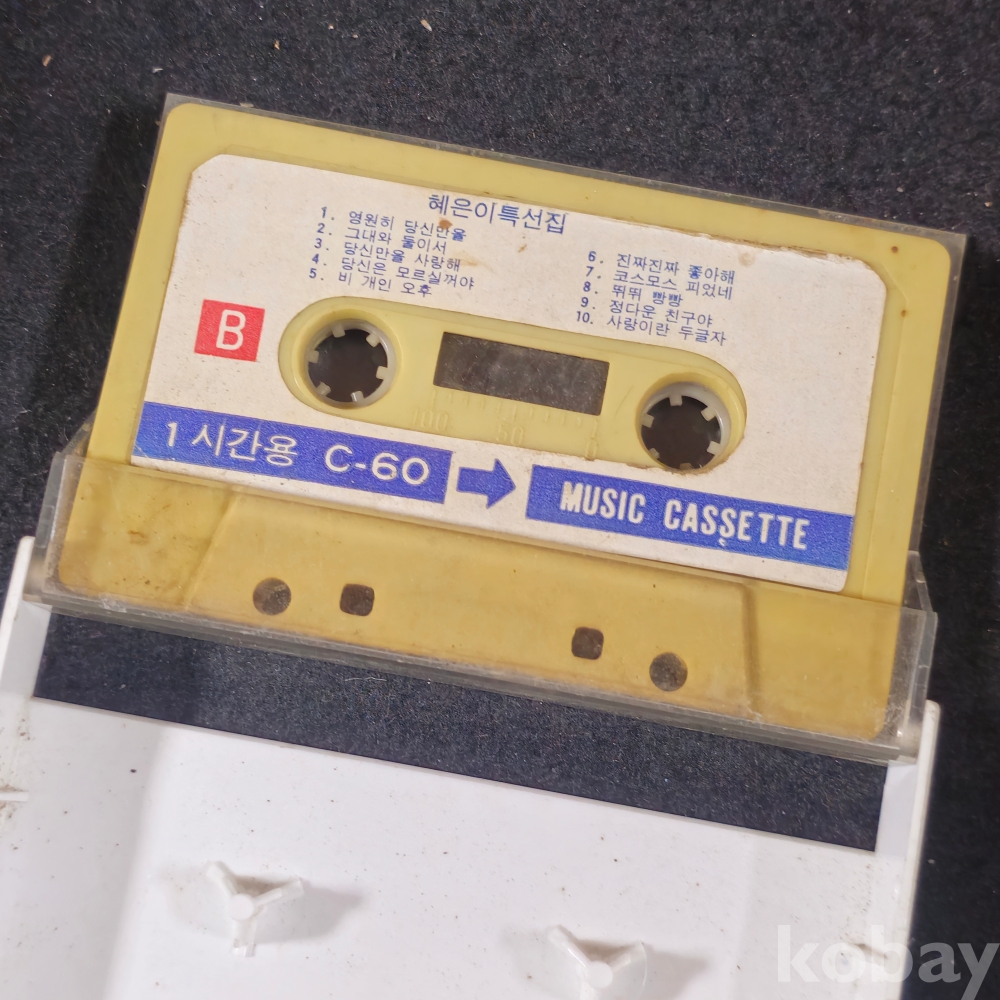 혜은이특선집
1. 영원히 당신만을
2. 그대와 둘이서
3. 당신만을 사랑해
4. 당신은 모르실꺼야
5. 비 개인 오후
6. 진짜진짜 좋아해
7. 코스모스 피었네
8. 뛰뛰 빵빵
9. 정다운 친구야
10. 사랑이란 두글자
B
100 50 0
1 시간용 C-60
MUSIC CASSETTE
kobay